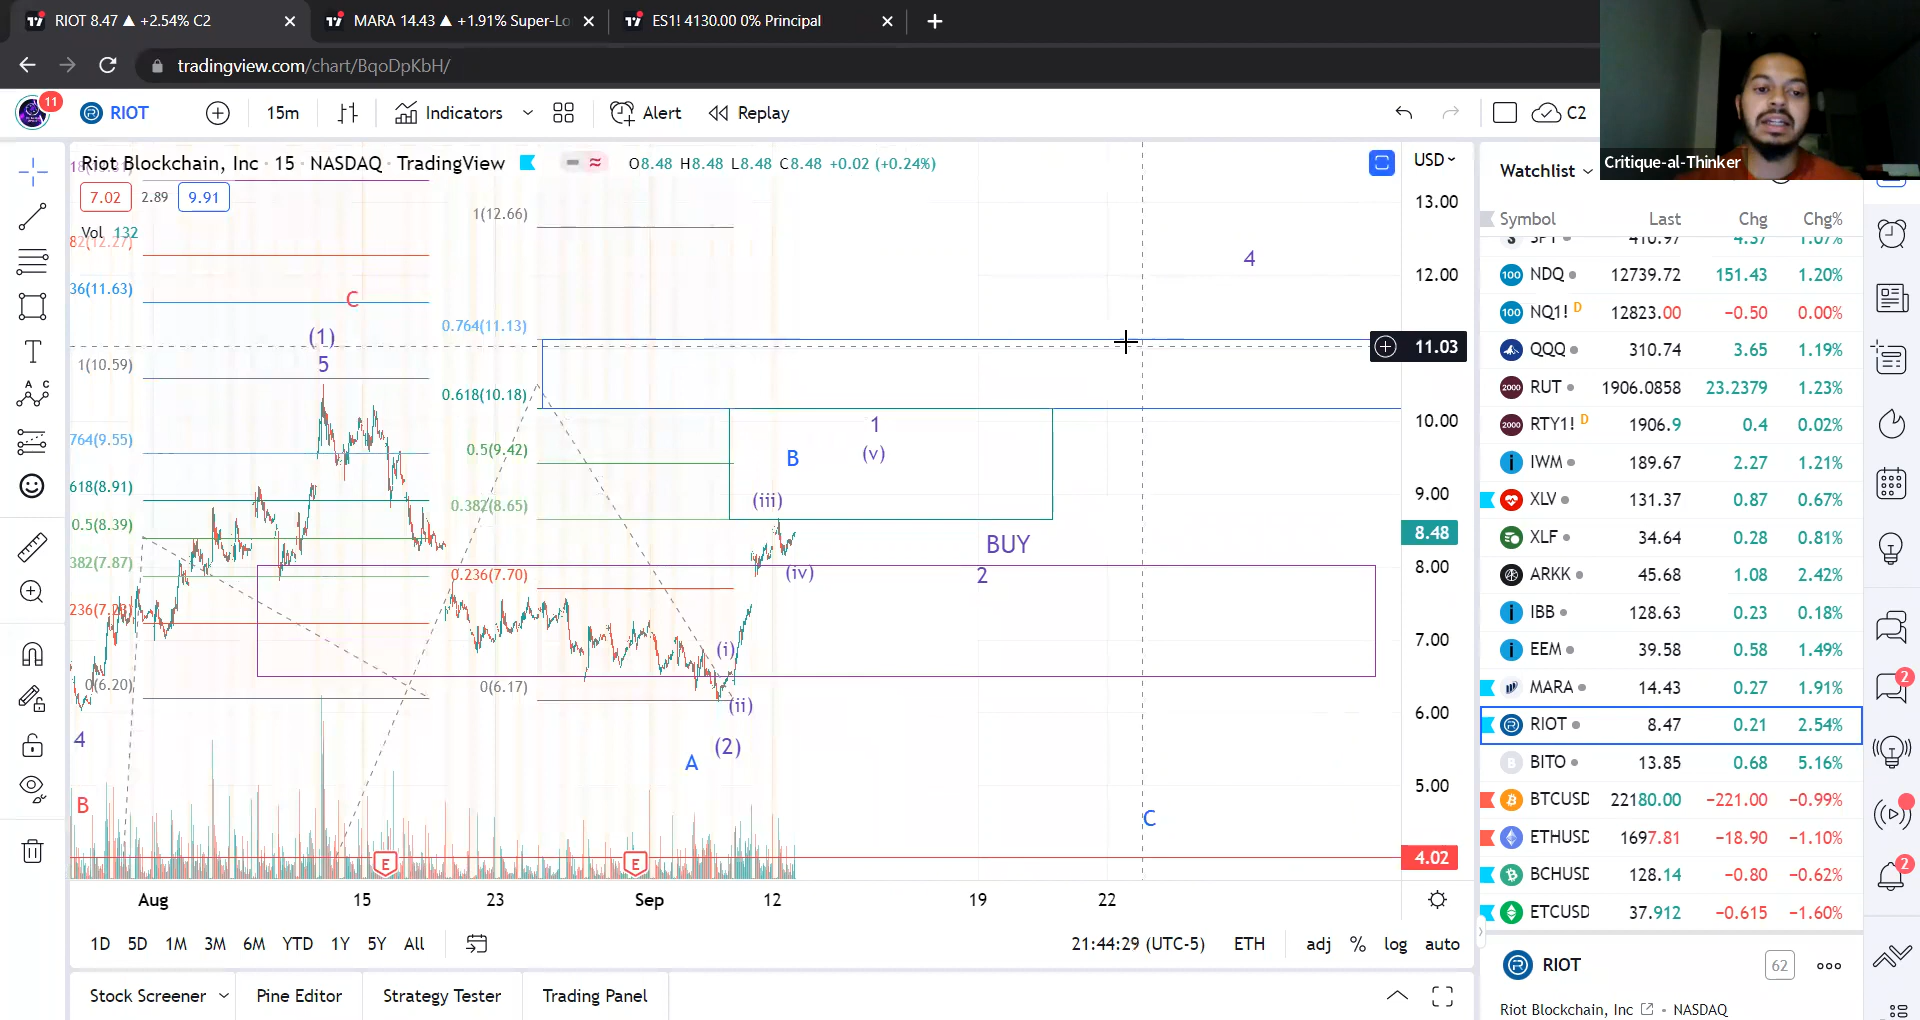 RIOT 8.47 ▲ +2.54% C2
MARA 14.43 ▲ +1.91% Super-Lo
ES1! 4130.00 0% Principal
tradingview.com/chart/BqoDpKbH/
11
RIOT
15m
Indicators
Alert
Replay
C2
Critique-al-Thinker
Riot Blockchain, Inc · 15 · NASDAQ · TradingView
O8.48 H8.48 L8.48 C8.48 +0.02 (+0.24%)
USD
7.02 2.89 9.91
Vol 132
82(12.27)
36(11.63)
1(10.59)
764(9.55)
618(8.91)
0.5(8.39)
382(7.87)
236(7.23)
0(6.20)
1(12.66)
0.764(11.13)
0.618(10.18)
0.5(9.42)
0.382(8.65)
0.236(7.70)
0(6.17)
C
(1)
5
4
B
4
1
(v)
B
(iii)
BUY
2
(iv)
(i)
(ii)
(2)
A
C
E
E
13.00
12.00
11.03
10.00
9.00
8.48
8.00
7.00
6.00
5.00
4.02
Aug 15 23 Sep 12 19 22
1D 5D 1M 3M 6M YTD 1Y 5Y All
21:44:29 (UTC-5) ETH adj % log auto
Stock Screener Pine Editor Strategy Tester Trading Panel
Watchlist
Symbol Last Chg Chg%
NDQ 12739.72 151.43 1.20%
NQ1! D 12823.00 −0.50 0.00%
QQQ 310.74 3.65 1.19%
RUT 1906.0858 23.2379 1.23%
RTY1! D 1906.9 0.4 0.02%
IWM 189.67 2.27 1.21%
XLV 131.37 0.87 0.67%
XLF 34.64 0.28 0.81%
ARKK 45.68 1.08 2.42%
IBB 128.63 0.23 0.18%
EEM 39.58 0.58 1.49%
MARA 14.43 0.27 1.91%
RIOT 8.47 0.21 2.54%
BITO 13.85 0.68 5.16%
BTCUSD 22180.00 −221.00 −0.99%
ETHUSD 1697.81 −18.90 −1.10%
BCHUSD 128.14 −0.80 −0.62%
ETCUSD 37.912 −0.615 −1.60%
RIOT
62
Riot Blockchain, Inc • NASDAQ
2
2